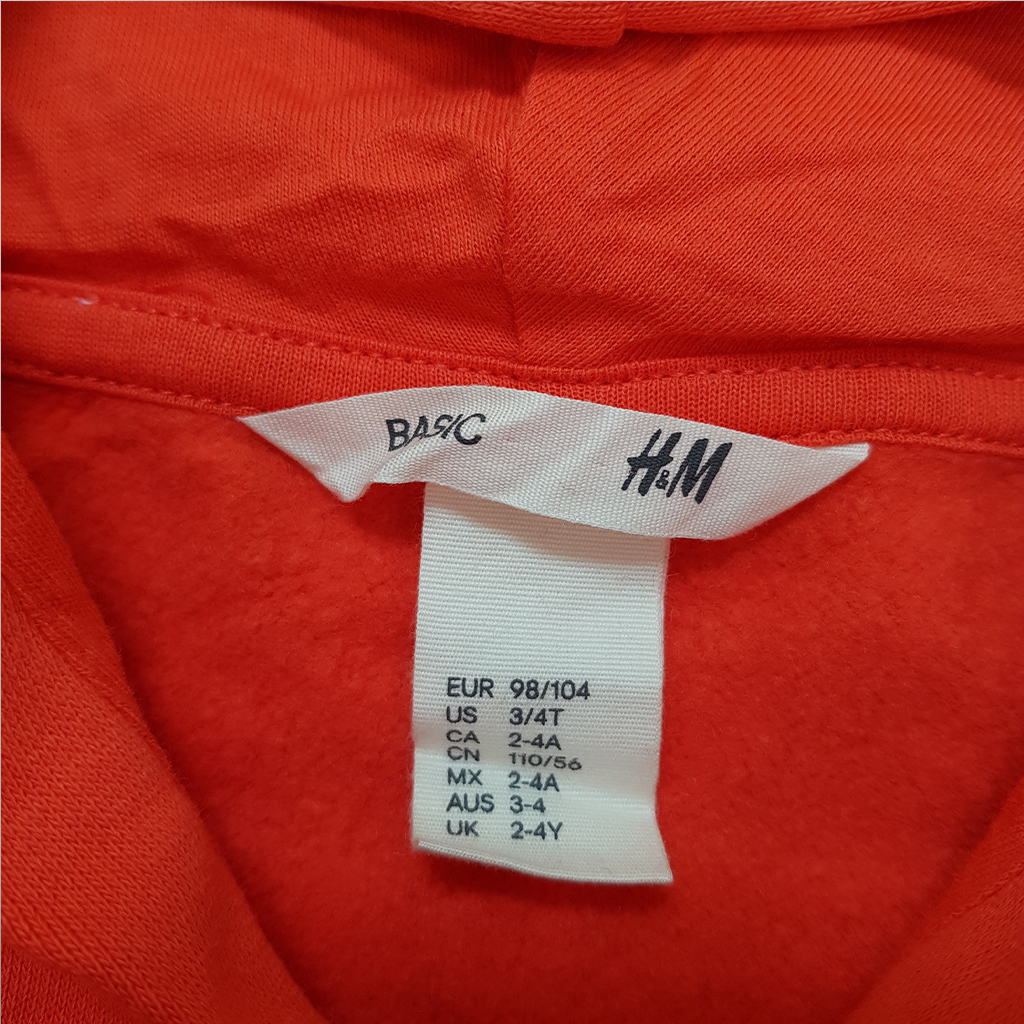 BASIC
H&M
EUR 98/104
US 3/4T
CA 2-4A
CN 110/56
MX 2-4A
AUS 3-4
UK 2-4Y